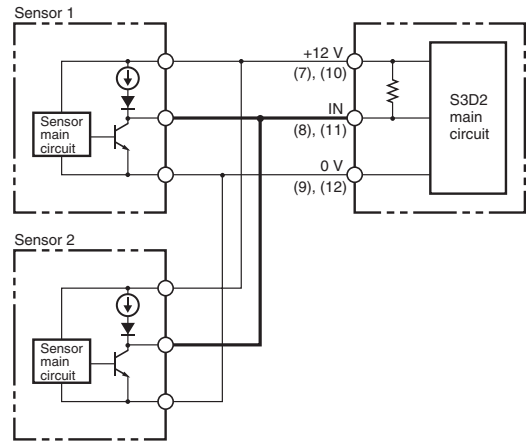 Sensor 1
Sensor
main
circuit
+12 V
(7), (10)
IN
(8), (11)
0 V
(9), (12)
S3D2
main
circuit
Sensor 2
Sensor
main
circuit